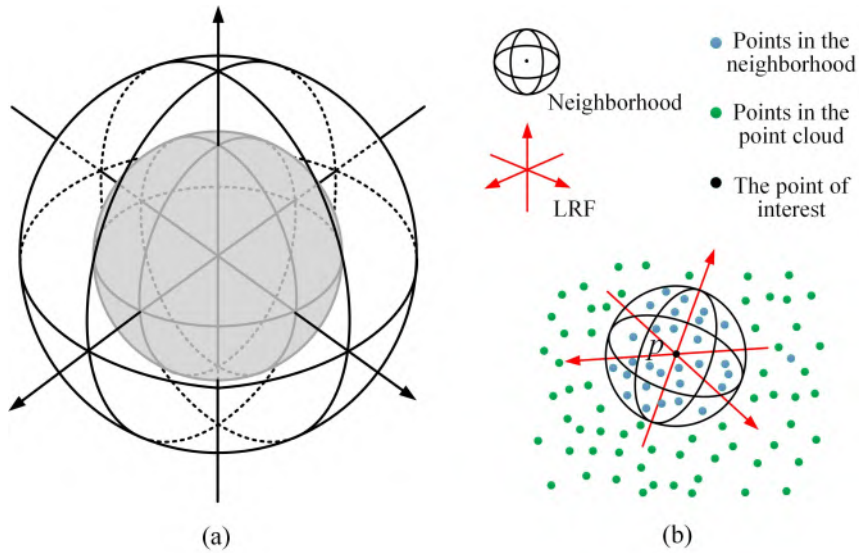 Neighborhood
LRF
Points in the
neighborhood
Points in the
point cloud
The point of
interest
p
(a)
(b)